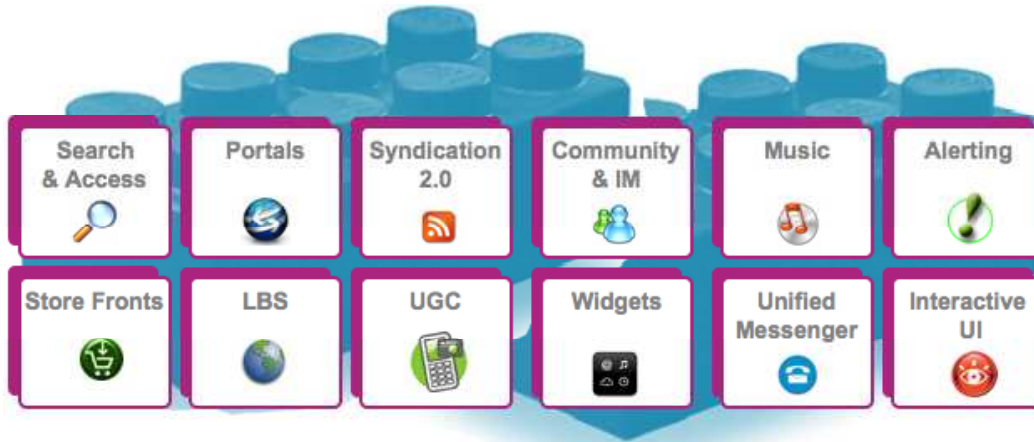 Search
& Access
Portals
Syndication
2.0
Community
& IM
Music
Alerting
Store Fronts
LBS
UGC
Widgets
Unified
Messenger
Interactive
UI